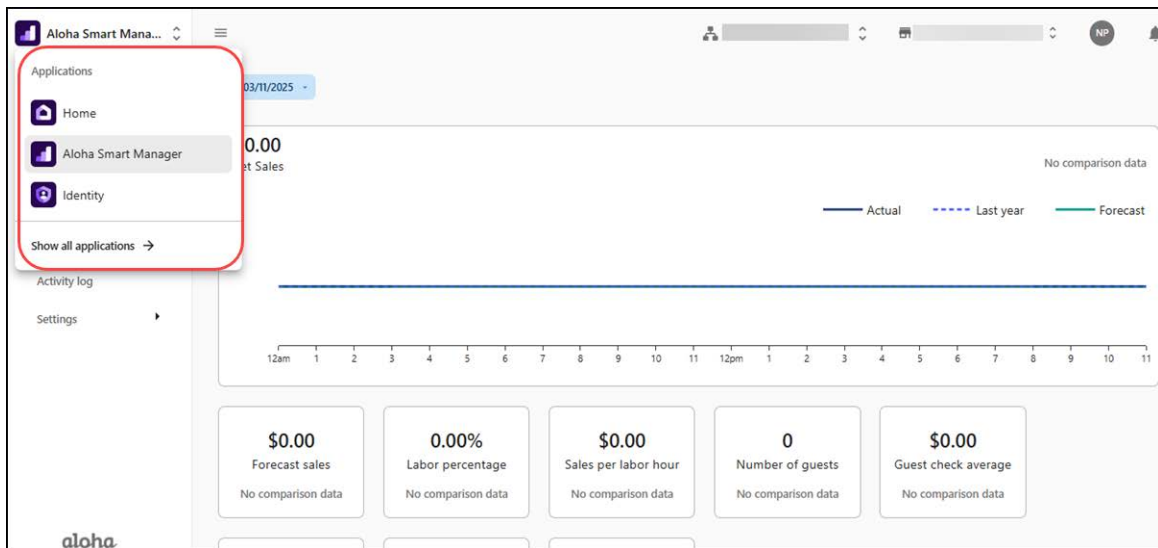 Aloha Smart Mana...
NP
Applications
Home
Aloha Smart Manager
Identity
Show all applications →
Activity log
Settings
aloha
03/11/2025
0.00
et Sales
No comparison data
Actual Last year Forecast
12am 1 2 3 4 5 6 7 8 9 10 11 12pm 1 2 3 4 5 6 7 8 9 10 11
$0.00
Forecast sales
No comparison data
0.00%
Labor percentage
No comparison data
$0.00
Sales per labor hour
No comparison data
0
Number of guests
No comparison data
$0.00
Guest check average
No comparison data